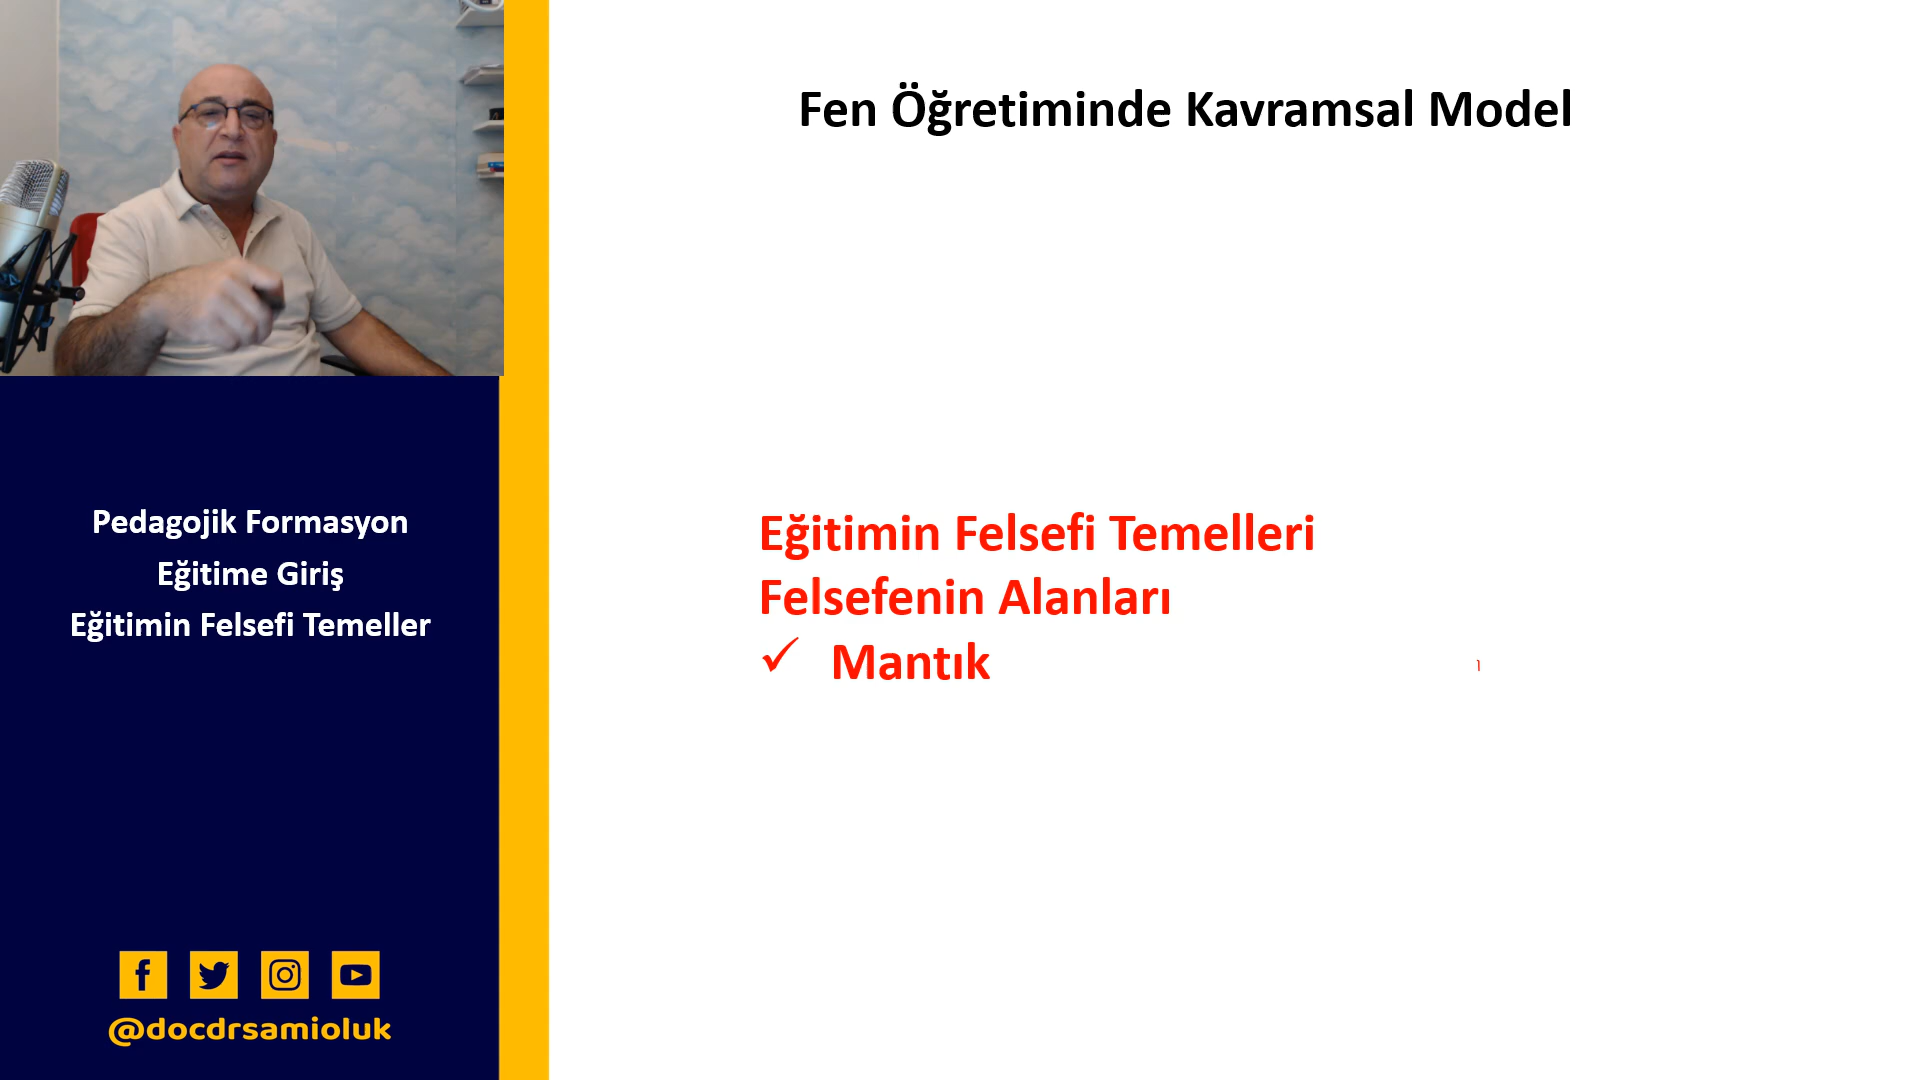 Fen Öğretiminde Kavramsal Model
Eğitimin Felsefi Temelleri
Felsefenin Alanları
✓ Mantık
Pedagojik Formasyon
Eğitime Giriş
Eğitimin Felsefi Temeller
@docdrsamioluk